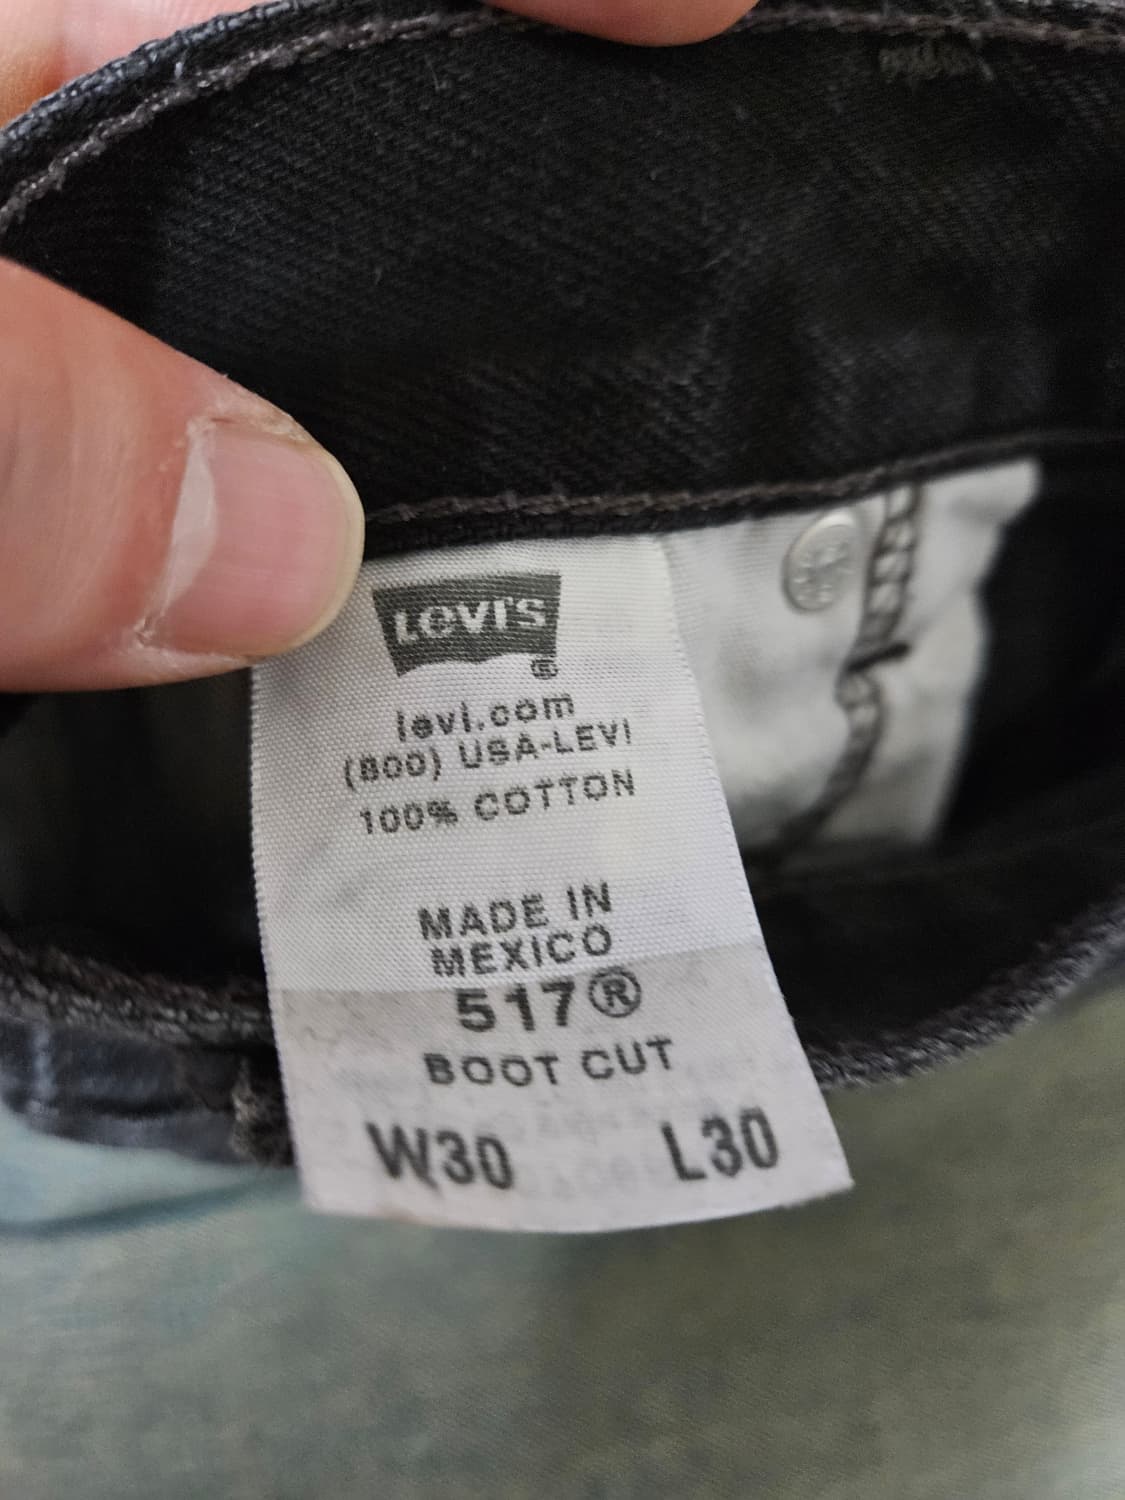 LEVI'S
®
levi.com
(800) USA-LEVI
100% COTTON
MADE IN
MEXICO
517®
BOOT CUT
W30 L30